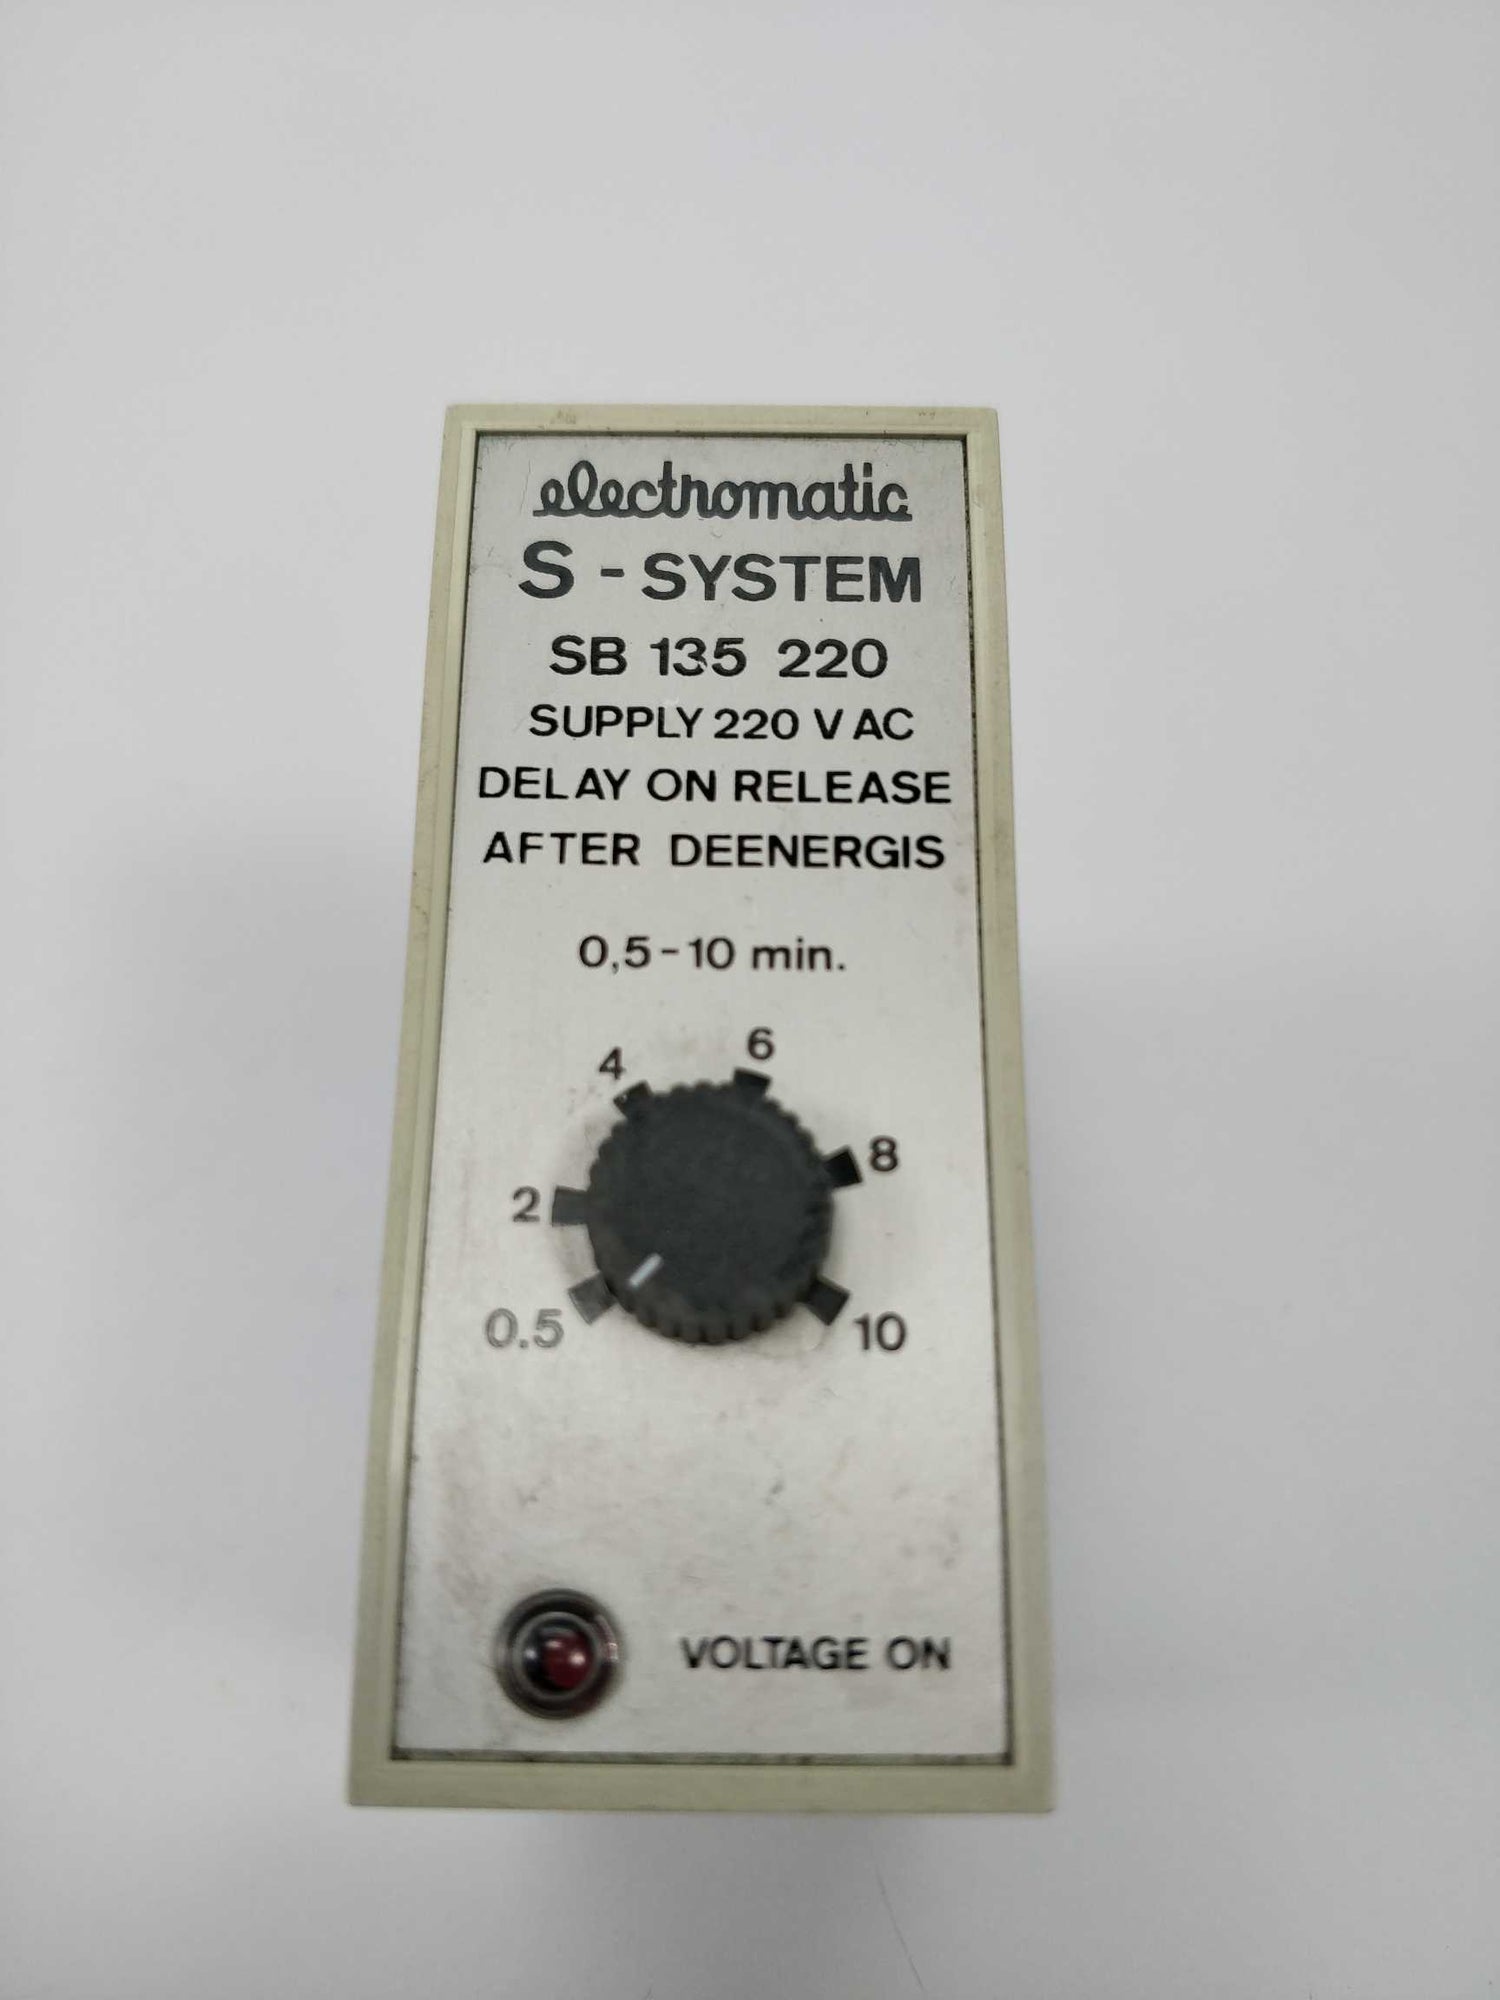 electromatic
S - SYSTEM
SB 135 220
SUPPLY 220 V AC
DELAY ON RELEASE
AFTER DEENERGIS
0,5-10 min.
4 6
2 8
0.5 10
VOLTAGE ON